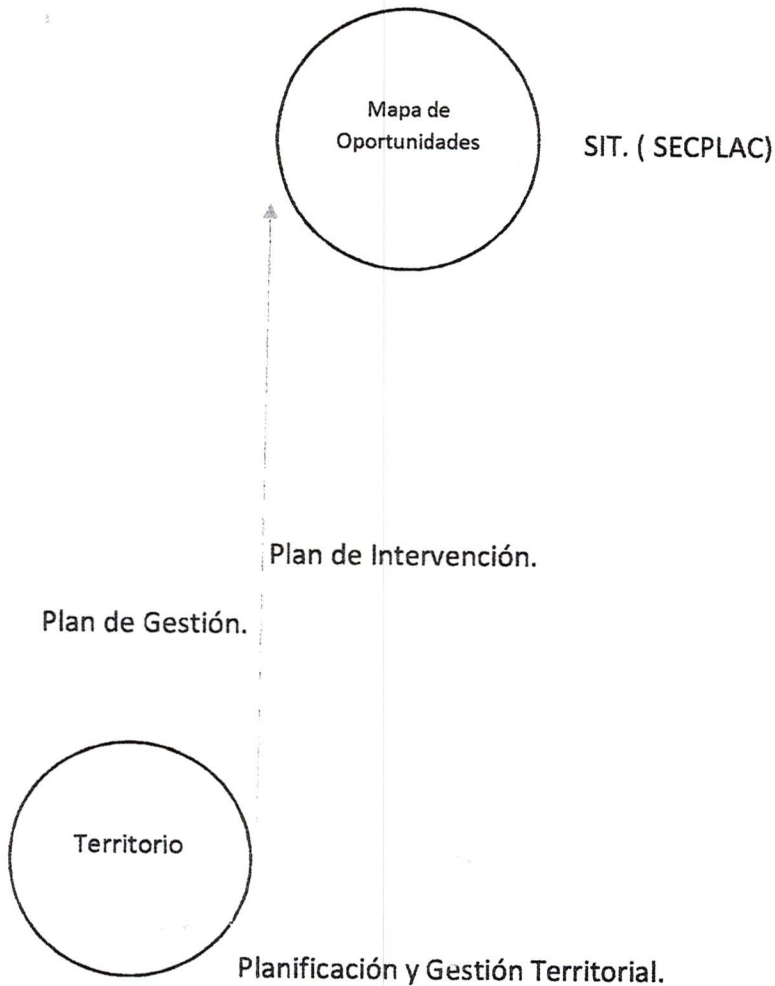 Mapa de
Oportunidades
SIT. ( SECPLAC)
Plan de Intervención.
Plan de Gestión.
Territorio
Planificación y Gestión Territorial.